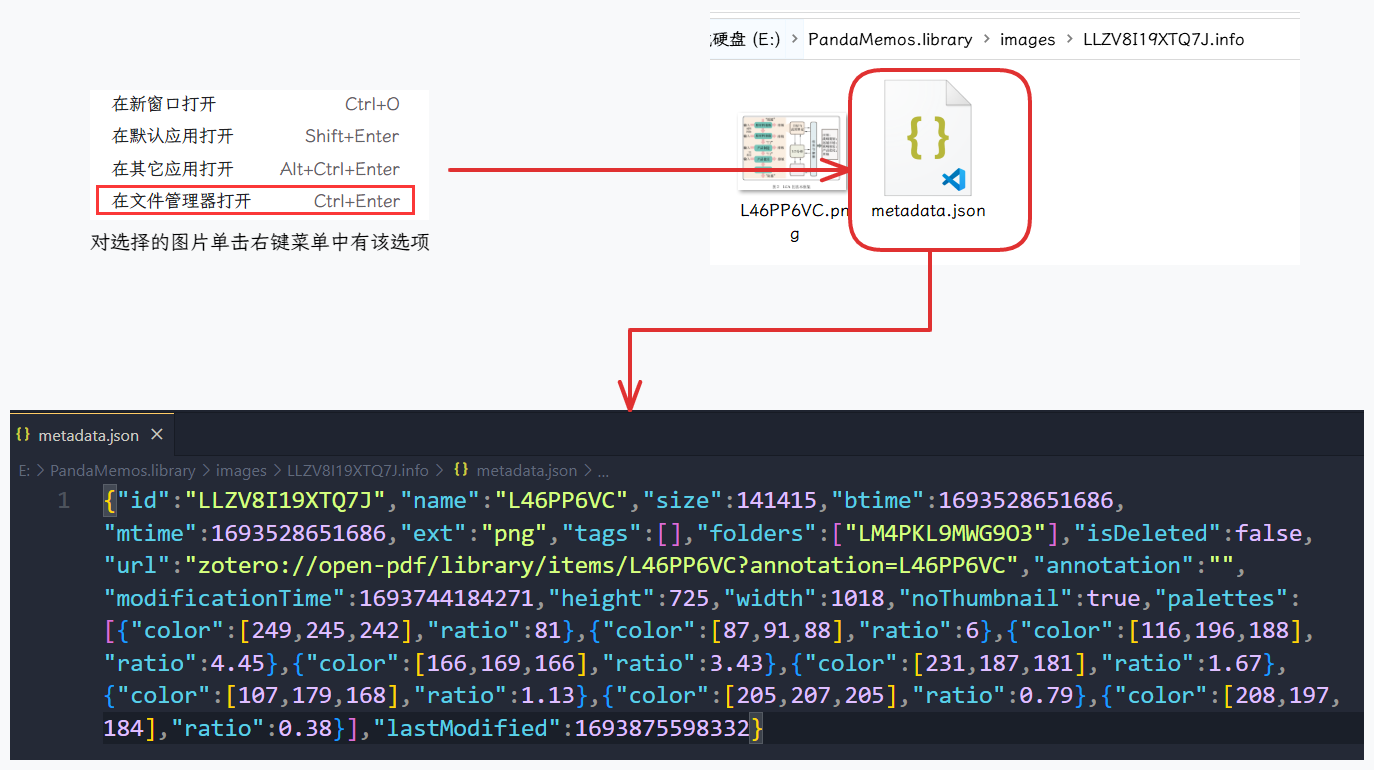 硬盘 (E:) > PandaMemos.library > images > LLZV8I19XTQ7J.info
在新窗口打开 Ctrl+O
在默认应用打开 Shift+Enter
在其它应用打开 Alt+Ctrl+Enter
在文件管理器打开 Ctrl+Enter
对选择的图片单击右键菜单中有该选项
L46PP6VC.pn
g
metadata.json
{} metadata.json ×
E: > PandaMemos.library > images > LLZV8I19XTQ7J.info > {} metadata.json > ...
1 {"id":"LLZV8I19XTQ7J","name":"L46PP6VC","size":141415,"btime":1693528651686,
"mtime":1693528651686,"ext":"png","tags":[],"folders":["LM4PKL9MWG9O3"],"isDeleted":false,
"url":"zotero://open-pdf/library/items/L46PP6VC?annotation=L46PP6VC","annotation":"",
"modificationTime":1693744184271,"height":725,"width":1018,"noThumbnail":true,"palettes":
[{"color":[249,245,242],"ratio":81},{"color":[87,91,88],"ratio":6},{"color":[116,196,188],
"ratio":4.45},{"color":[166,169,166],"ratio":3.43},{"color":[231,187,181],"ratio":1.67},
{"color":[107,179,168],"ratio":1.13},{"color":[205,207,205],"ratio":0.79},{"color":[208,197,
184],"ratio":0.38}],"lastModified":1693875598332}